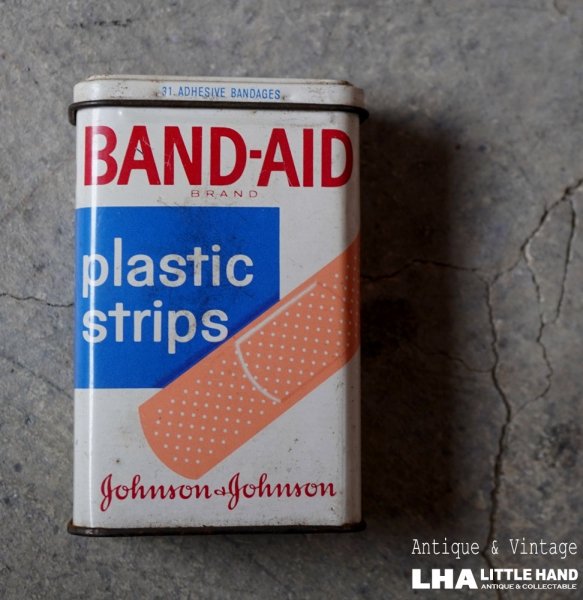 31 ADHESIVE BANDAGES
BAND-AID
BRAND
plastic
strips
Johnson & Johnson
Antique & Vintage
LHA LITTLE HAND
ANTIQUE & COLLECTABLE